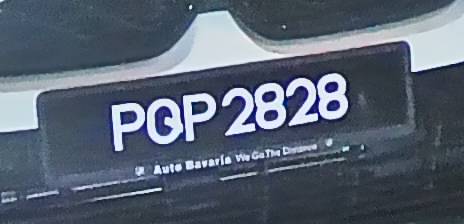 PQP 2828
Auto Bavaria We Go The Distance